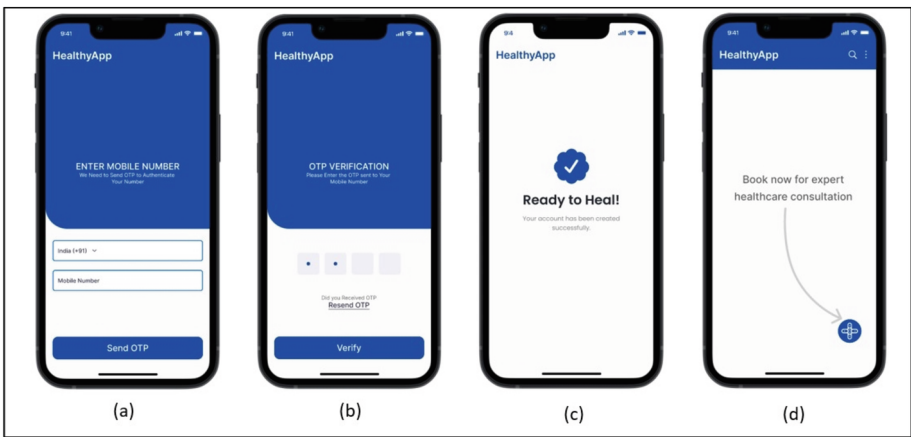 9:41
HealthyApp
ENTER MOBILE NUMBER
We Need to Send OTP to Authenticate
Your Number
India (+91)
Mobile Number
Send OTP
(a)
9:41
HealthyApp
OTP VERIFICATION
Please Enter the OTP sent to Your
Mobile Number
Did you Received OTP
Resend OTP
Verify
(b)
9:4
HealthyApp
Ready to Heal!
Your account has been created
successfully.
(c)
9:41
HealthyApp
Book now for expert
healthcare consultation
(d)